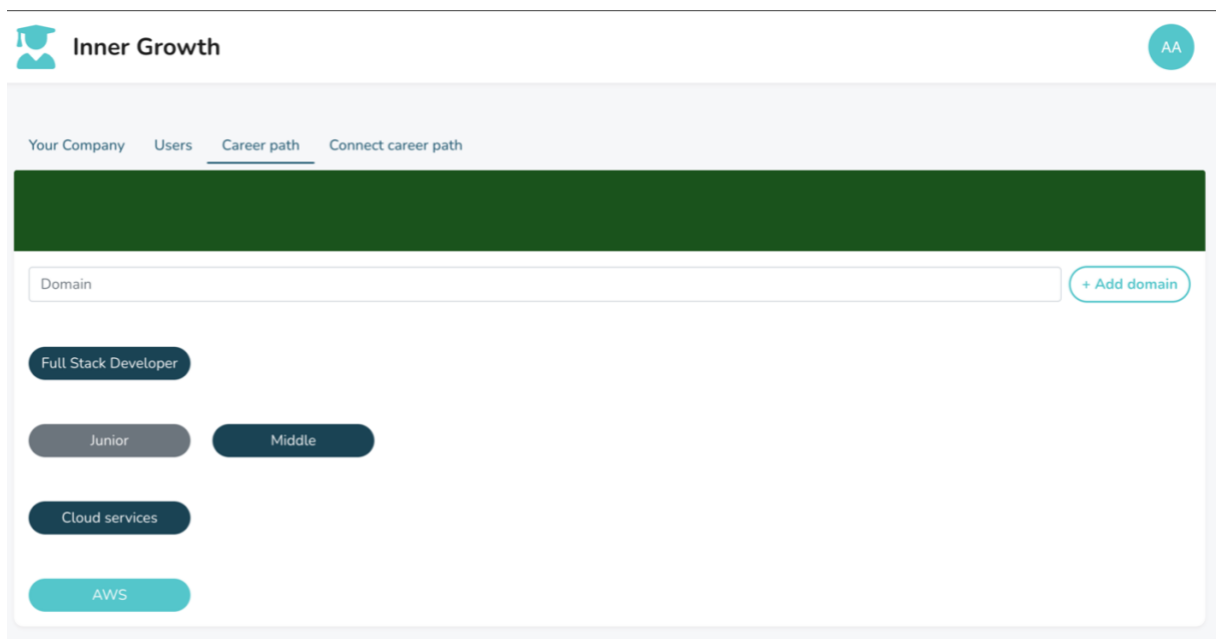 Inner Growth
AA
Your Company Users Career path Connect career path
Domain
+ Add domain
Full Stack Developer
Junior Middle
Cloud services
AWS